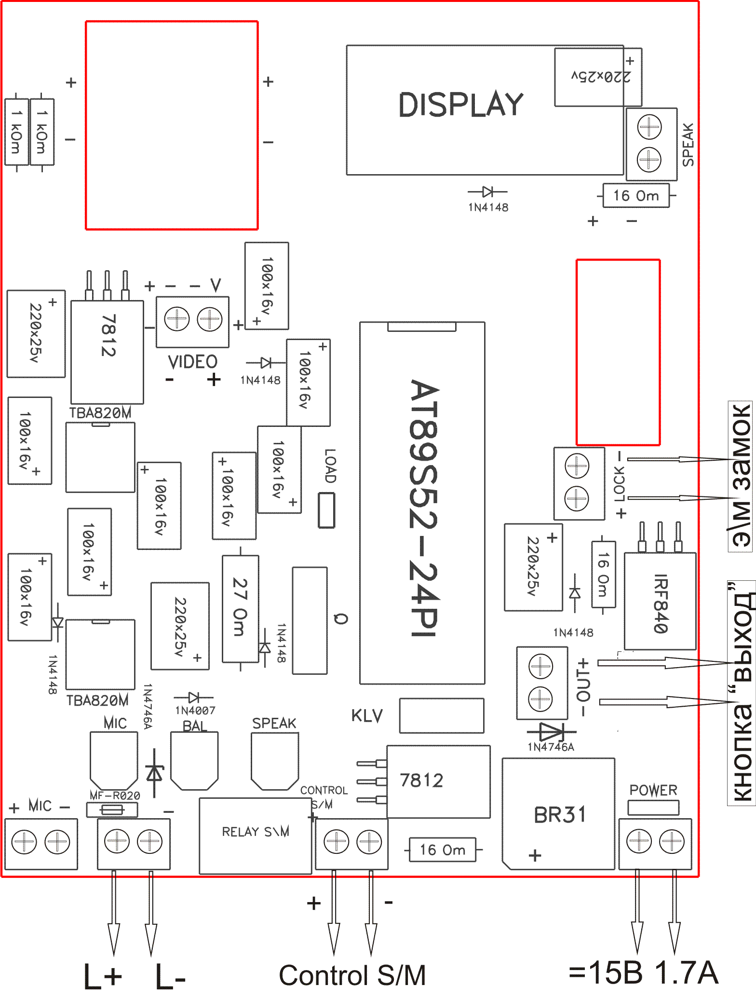 220x25v
+
DISPLAY
+
+
1 kOm
1 kOm
-
-
SPEAK
16 Om
1N4148
+ -
100x16v
+
+ - - V
220x25v
+
7812
-
+
VIDEO
- +
1N4148
100x16v
+
TBA820M
AT89S52-24PI
э\м замок
100x16v
+
100x16v
+
100x16v
+
100x16v
+
LOAD
+ LOCK -
100x16v
+
220x25v
+
16 Om
IRF840
100x16v
+
27 Om
220x25v
+
Q
1N4148
1N4148
1N4148
кнопка "выход"
- OUT+
TBA820M
1N4746A
1N4007
KLV
MIC
BAL
SPEAK
1N4746A
7812
CONTROL
S/M
+
POWER
MF-R020
+ MIC -
-
BR31
+
RELAY S\M
16 Om
+ -
L+ L-
Control S/M
=15В 1.7А